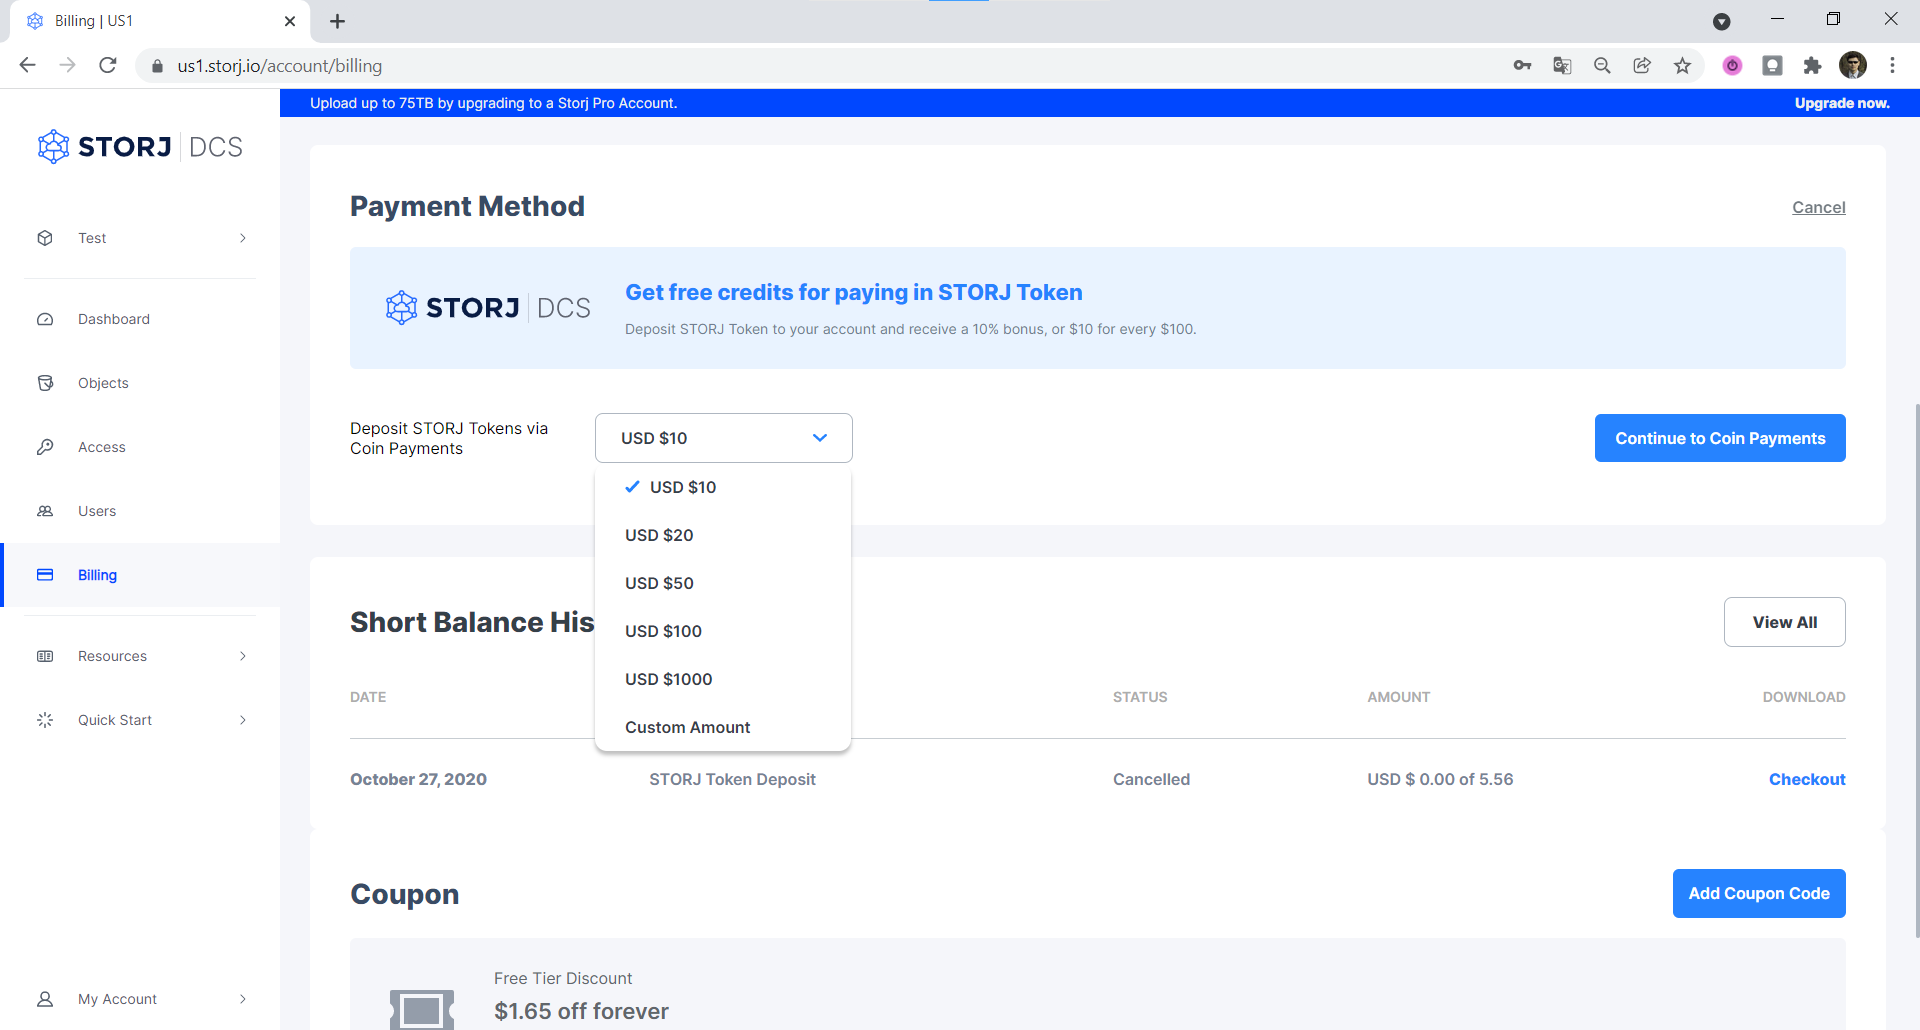 Billing | US1
us1.storj.io/account/billing
Upload up to 75TB by upgrading to a Storj Pro Account.
Upgrade now.
STORJ DCS
Test
Dashboard
Objects
Access
Users
Billing
Resources
Quick Start
My Account
Payment Method
Cancel
STORJ DCS
Get free credits for paying in STORJ Token
Deposit STORJ Token to your account and receive a 10% bonus, or $10 for every $100.
Deposit STORJ Tokens via
Coin Payments
USD $10
Continue to Coin Payments
USD $10
USD $20
USD $50
USD $100
USD $1000
Custom Amount
Short Balance His
View All
DATE
STATUS
AMOUNT
DOWNLOAD
October 27, 2020
STORJ Token Deposit
Cancelled
USD $ 0.00 of 5.56
Checkout
Coupon
Add Coupon Code
Free Tier Discount
$1.65 off forever